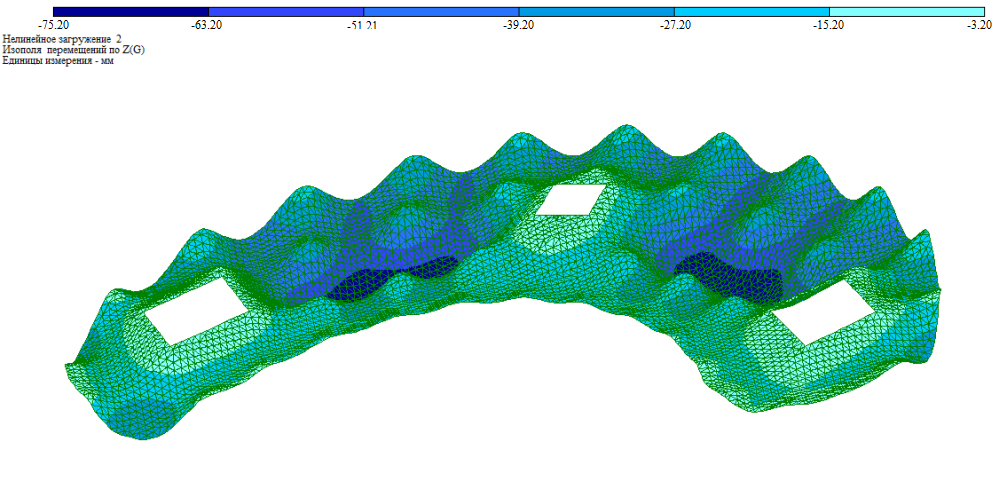 -75.20 -63.20 -51.21 -39.20 -27.20 -15.20 -3.20
Нелинейное загружение 2
Изополя перемещений по Z(G)
Единицы измерения - мм